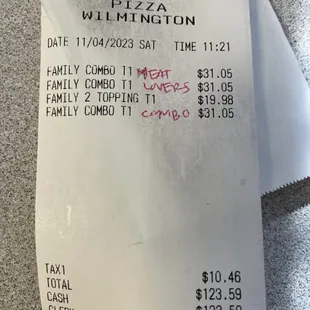 PIZZA
WILMINGTON
DATE 11/04/2023 SAT TIME 11:21
FAMILY COMBO T1 MEAT $31.05
FAMILY COMBO T1 LOVERS $31.05
FAMILY 2 TOPPING T1 $19.98
FAMILY COMBO T1 COMBO $31.05
TAX1 $10.46
TOTAL $123.59
CASH $123.59